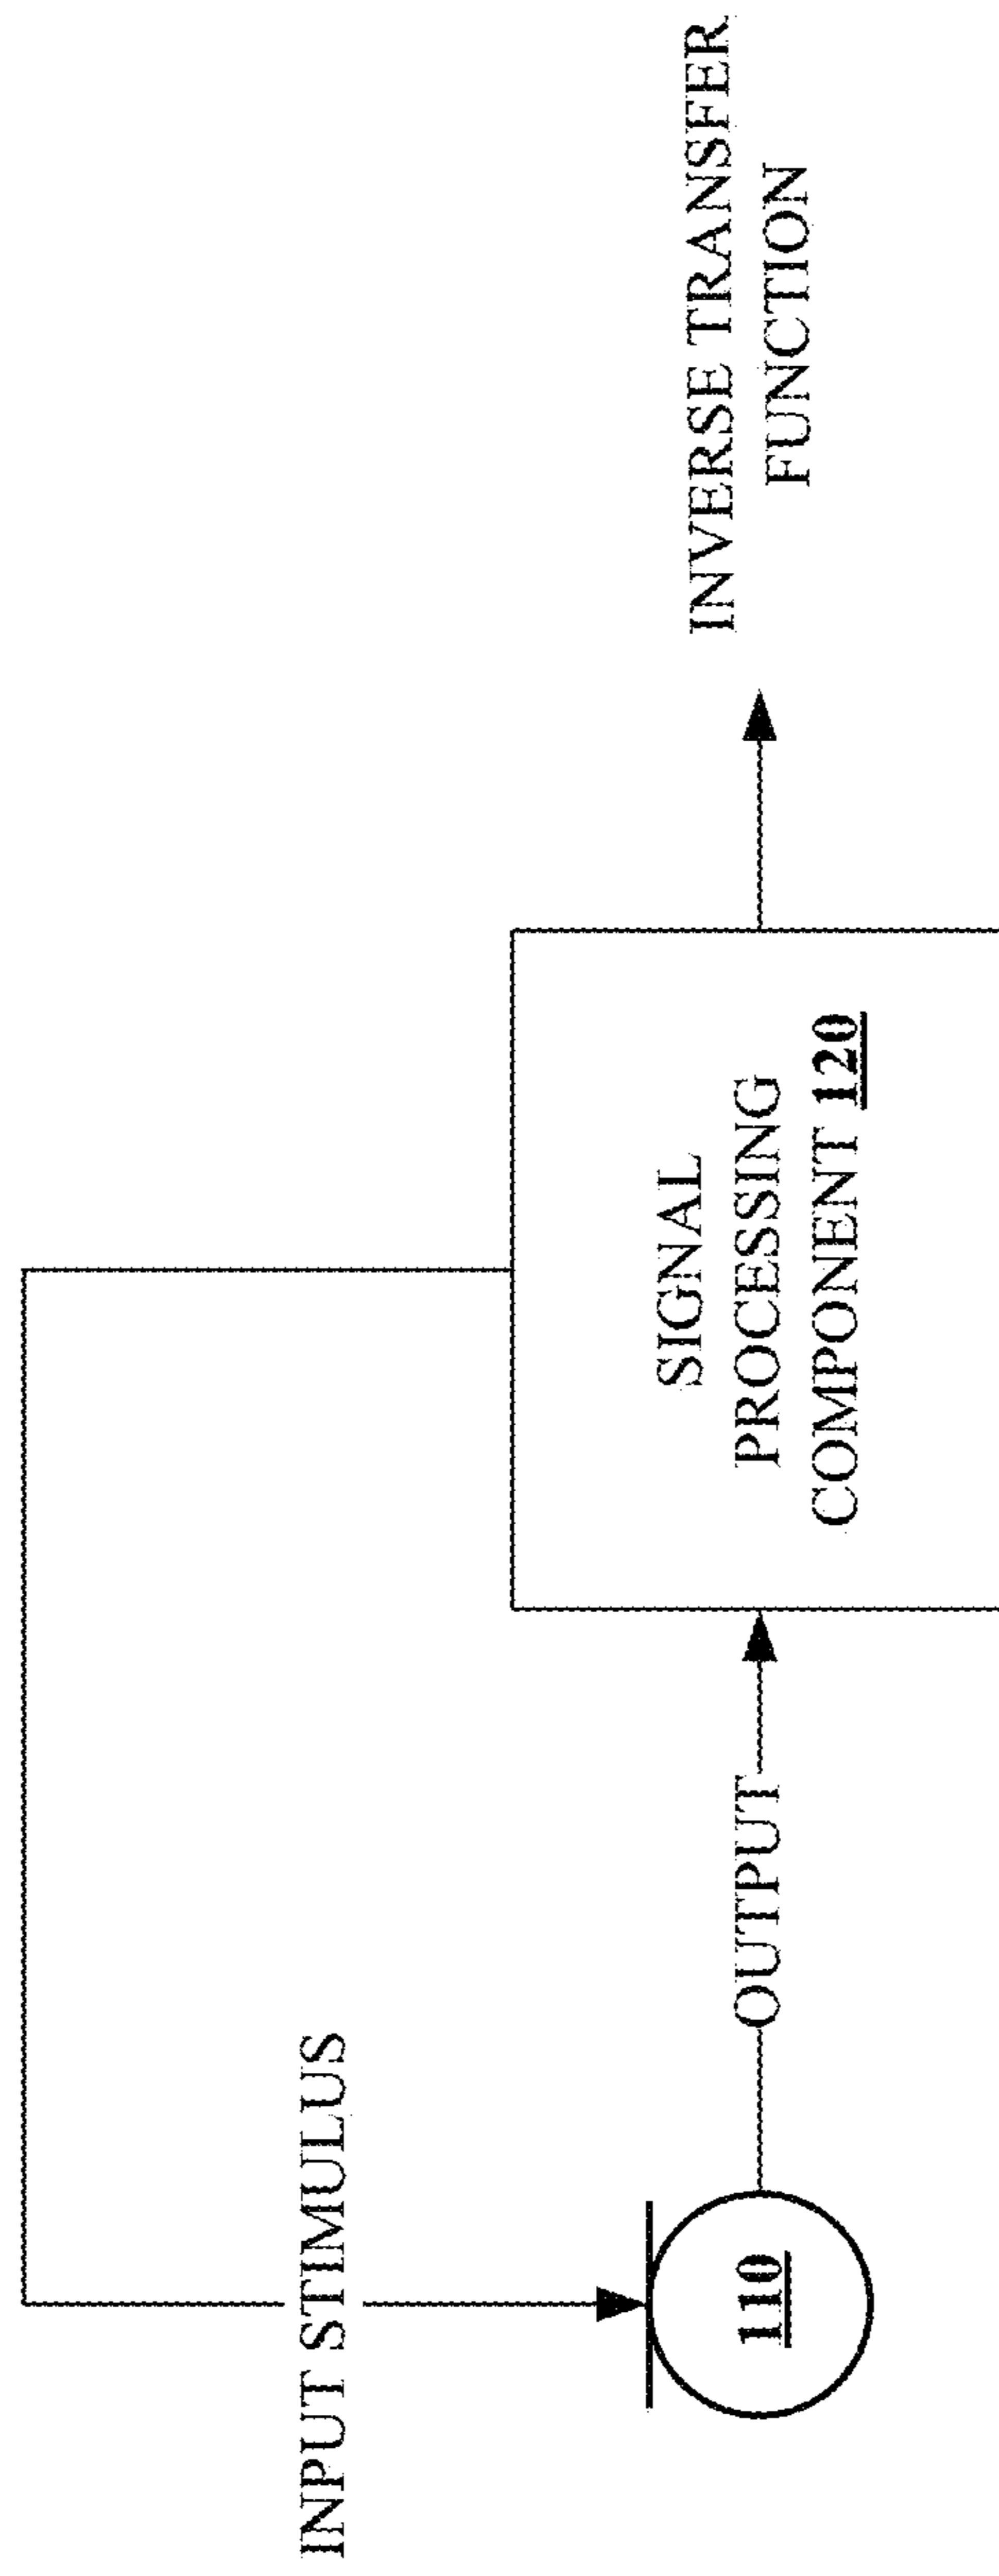 INPUT STIMULUS
110
OUTPUT
SIGNAL
PROCESSING
COMPONENT 120
INVERSE TRANSFER
FUNCTION